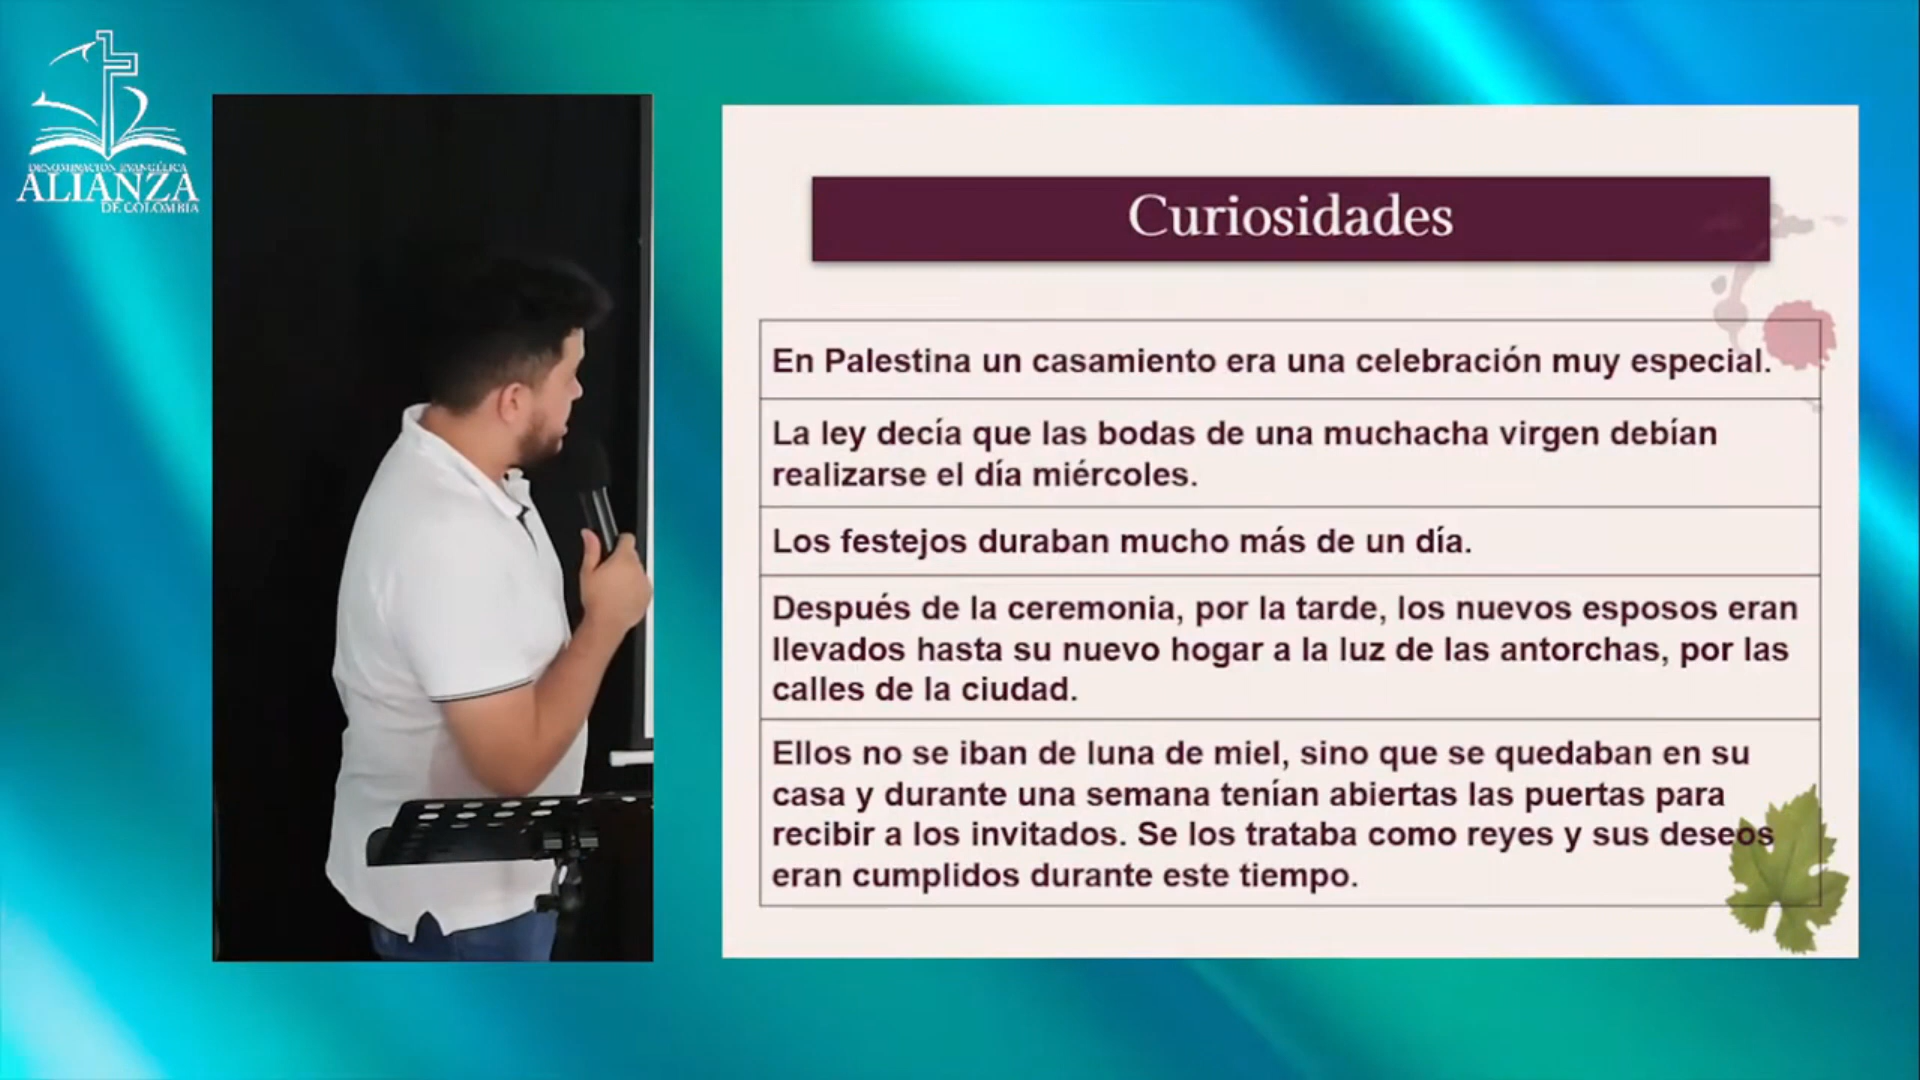 DENOMINACIÓN EVANGÉLICA
ALIANZA
DE COLOMBIA
Curiosidades
En Palestina un casamiento era una celebración muy especial.
La ley decía que las bodas de una muchacha virgen debían
realizarse el día miércoles.
Los festejos duraban mucho más de un día.
Después de la ceremonia, por la tarde, los nuevos esposos eran
llevados hasta su nuevo hogar a la luz de las antorchas, por las
calles de la ciudad.
Ellos no se iban de luna de miel, sino que se quedaban en su
casa y durante una semana tenían abiertas las puertas para
recibir a los invitados. Se los trataba como reyes y sus deseos
eran cumplidos durante este tiempo.